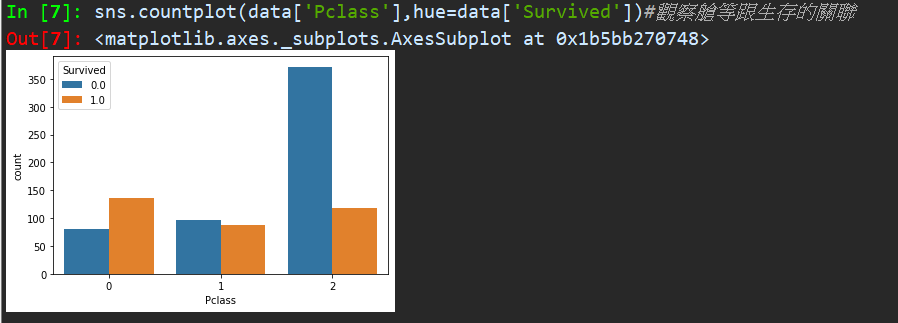 In [7]: sns.countplot(data['Pclass'],hue=data['Survived'])#觀察艙等跟生存的關聯
Out[7]: <matplotlib.axes._subplots.AxesSubplot at 0x1b5bb270748>
Survived
0.0
1.0
350
300
250
200
150
100
50
0
count
0 1 2
Pclass